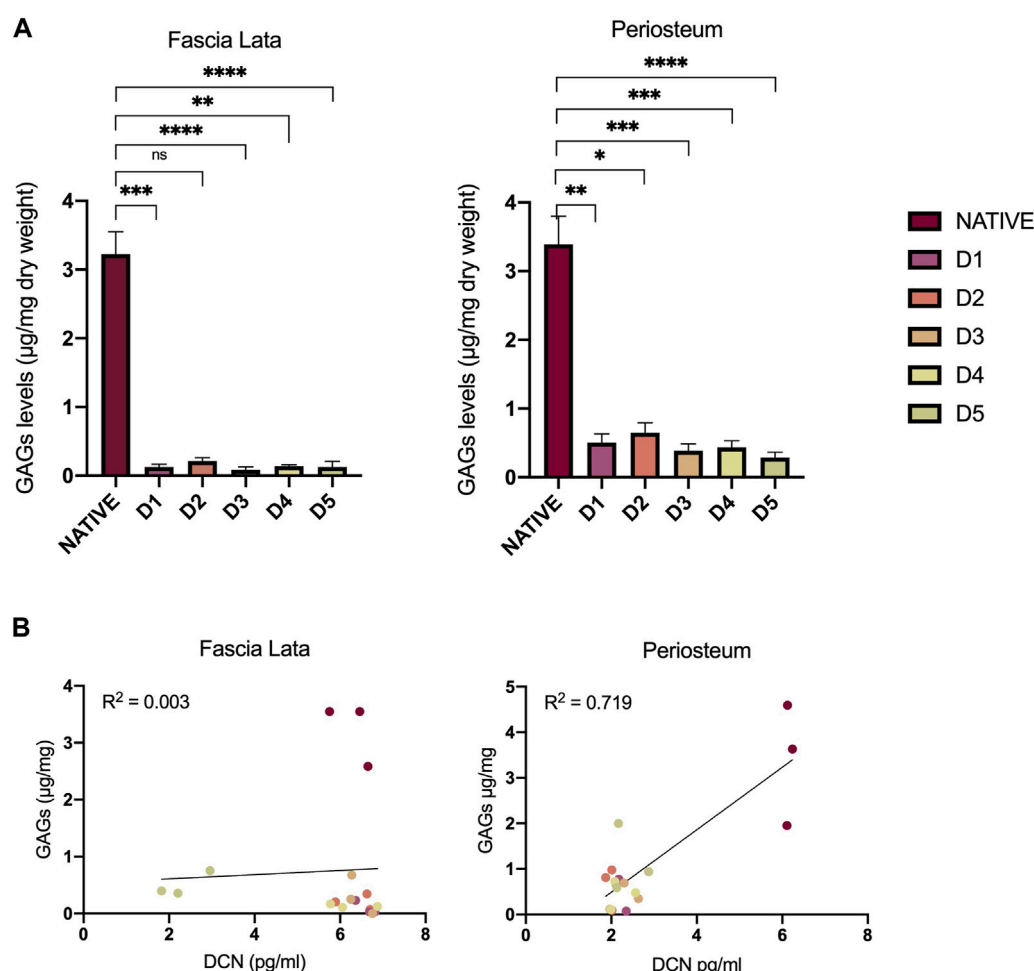 A
Fascia Lata
****
**
****
ns
***
GAGs levels (µg/mg dry weight)
4
3
2
1
0
NATIVE
D1
D2
D3
D4
D5
Periosteum
****
***
***
*
**
GAGs levels (µg/mg dry weight)
4
3
2
1
0
NATIVE
D1
D2
D3
D4
D5
NATIVE
D1
D2
D3
D4
D5
B
Fascia Lata
R² = 0.003
GAGs (µg/mg)
4
3
2
1
0
0 2 4 6 8
DCN (pg/ml)
Periosteum
R² = 0.719
GAGs µg/mg
5
4
3
2
1
0
0 2 4 6 8
DCN pg/ml